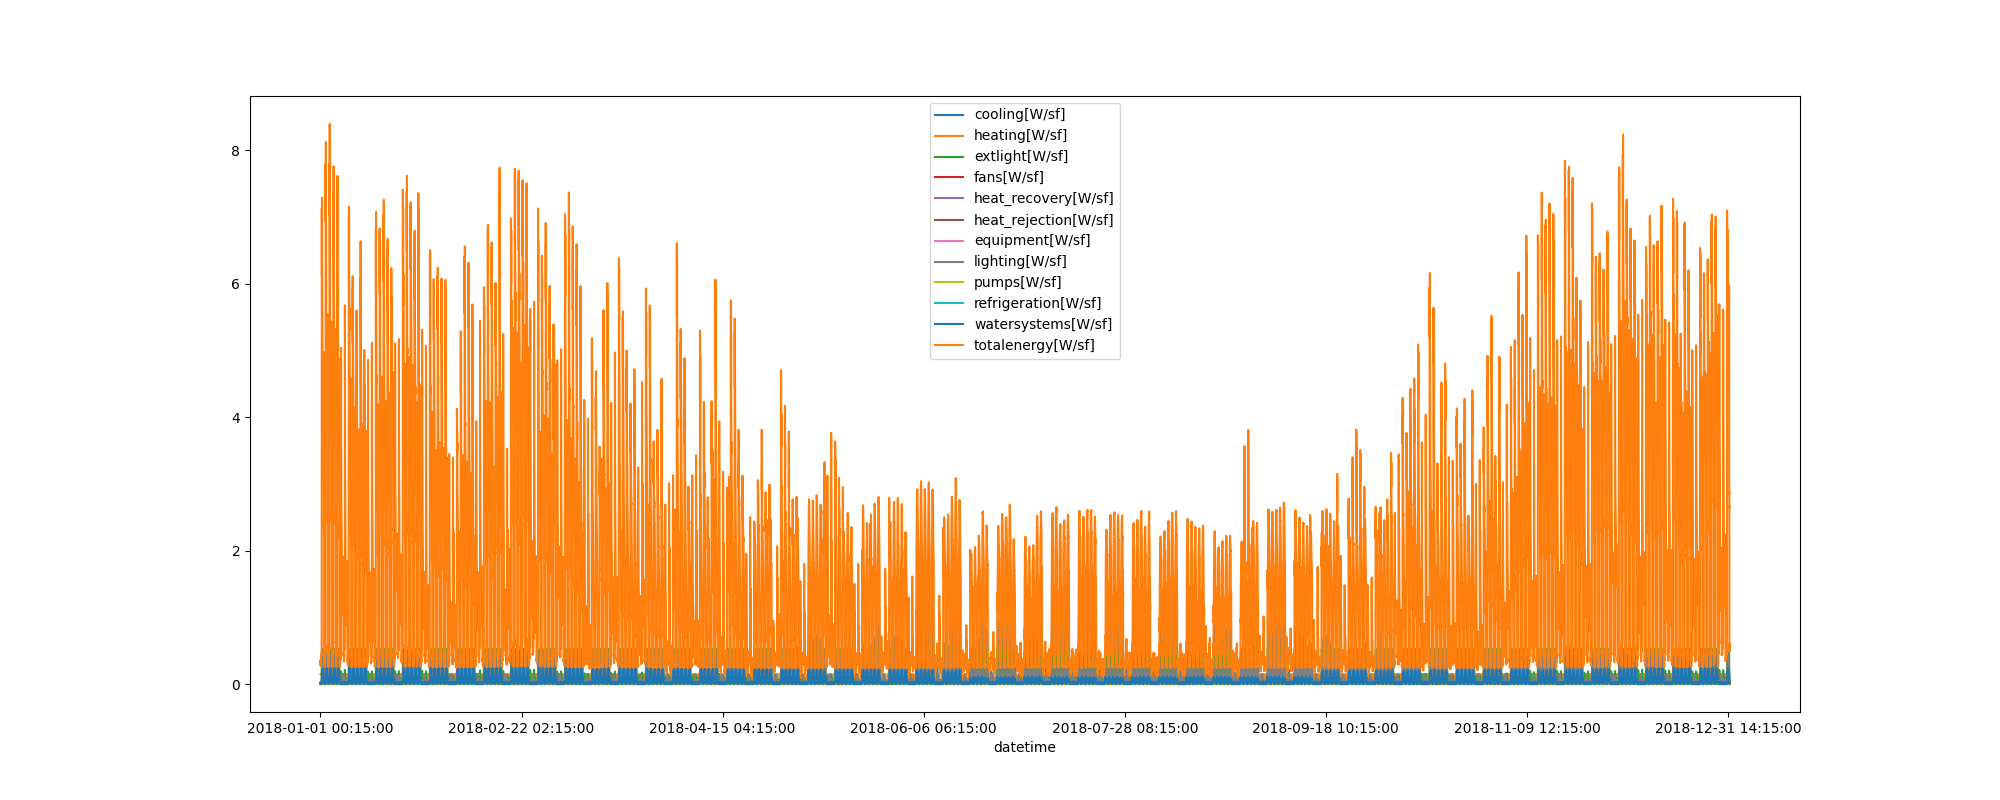 8
6
4
2
0
cooling[W/sf]
heating[W/sf]
extlight[W/sf]
fans[W/sf]
heat_recovery[W/sf]
heat_rejection[W/sf]
equipment[W/sf]
lighting[W/sf]
pumps[W/sf]
refrigeration[W/sf]
watersystems[W/sf]
totalenergy[W/sf]
2018-01-01 00:15:00 2018-02-22 02:15:00 2018-04-15 04:15:00 2018-06-06 06:15:00 2018-07-28 08:15:00 2018-09-18 10:15:00 2018-11-09 12:15:00 2018-12-31 14:15:00
datetime